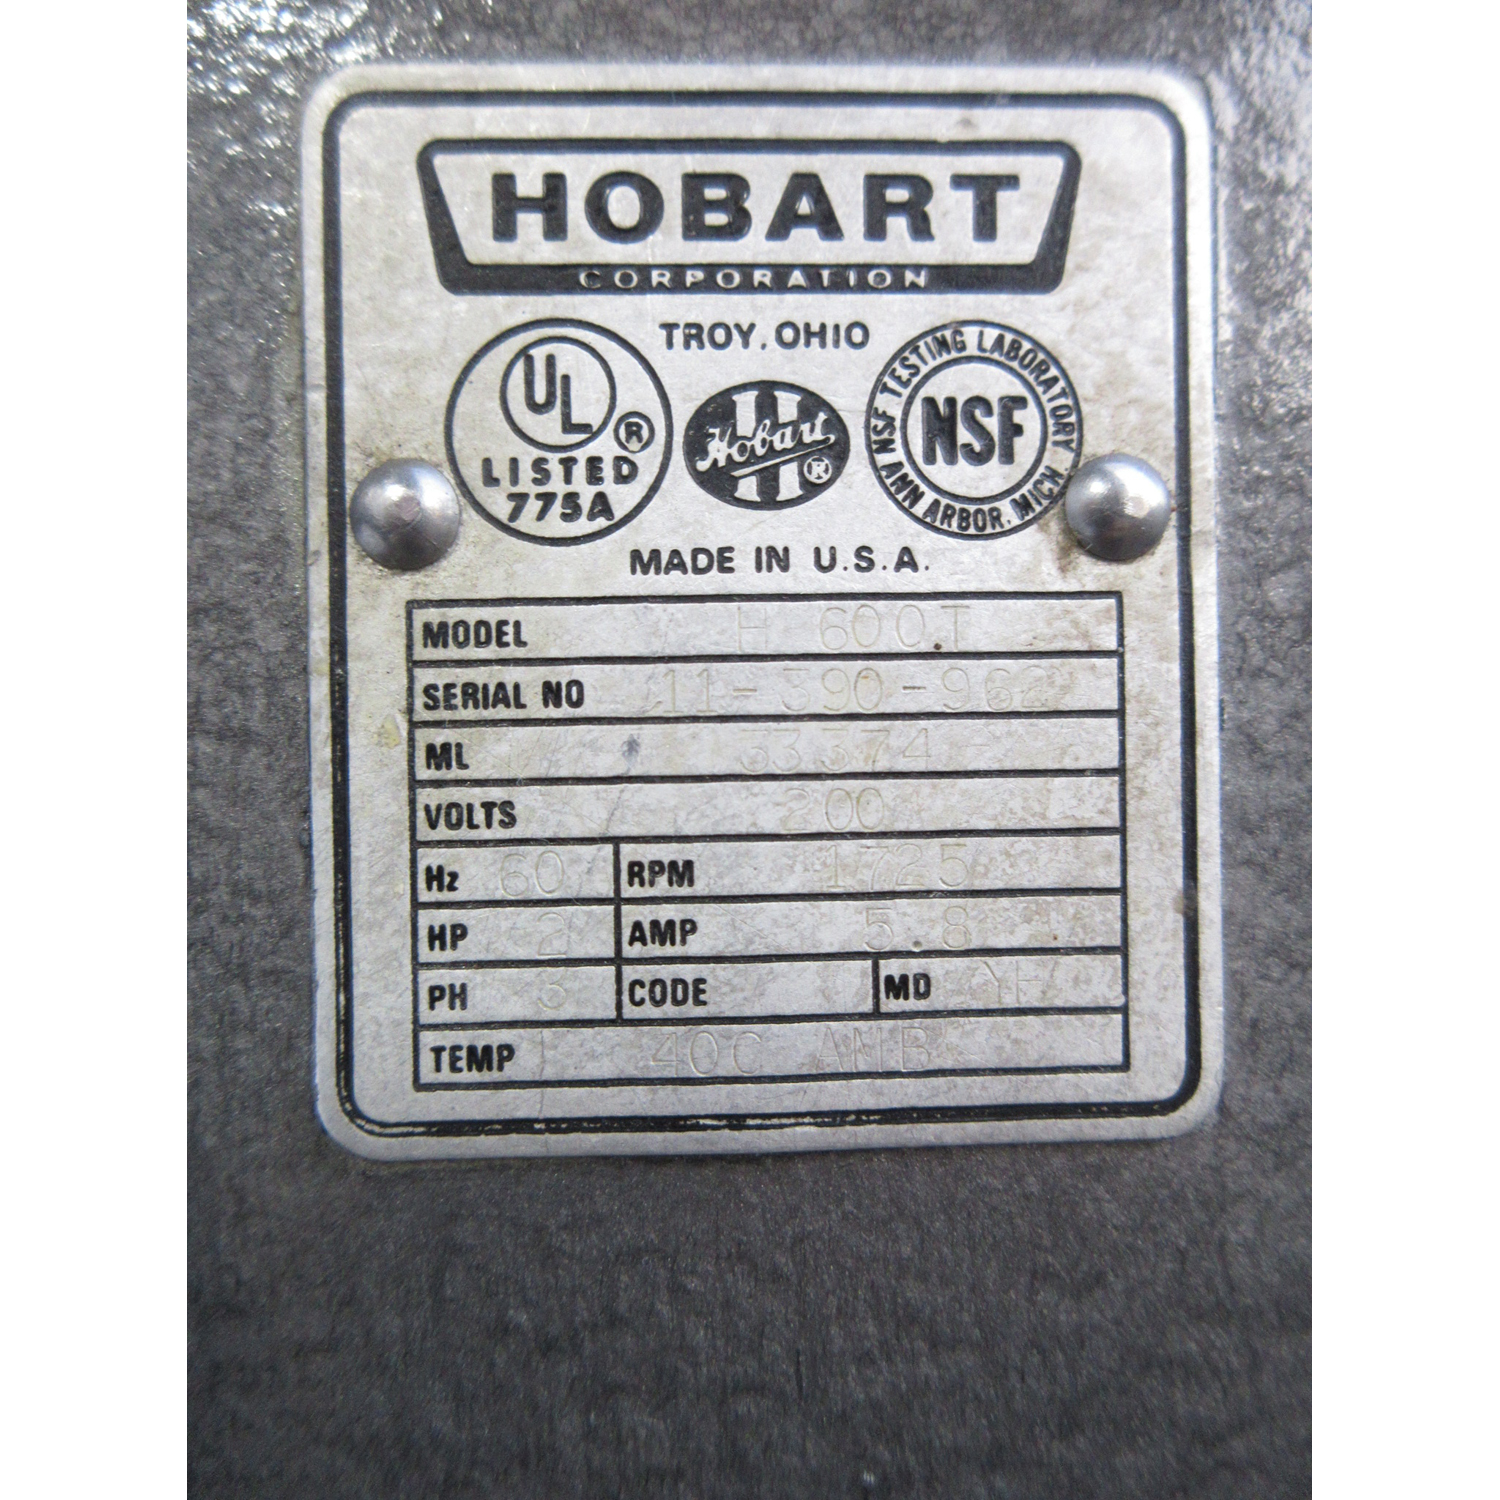 HOBART
CORPORATION
TROY, OHIO
UL
®
LISTED
775A
H
Hobart
®
NSF TESTING LABORATORY
NSF
ANN ARBOR, MICH.
MADE IN U.S.A.
MODEL H 600T
SERIAL NO 11-390-962
ML 33374
VOLTS 200
Hz 60 RPM 1725
HP 2 AMP 5.8
PH 3 CODE MD YH
TEMP 40C AMB